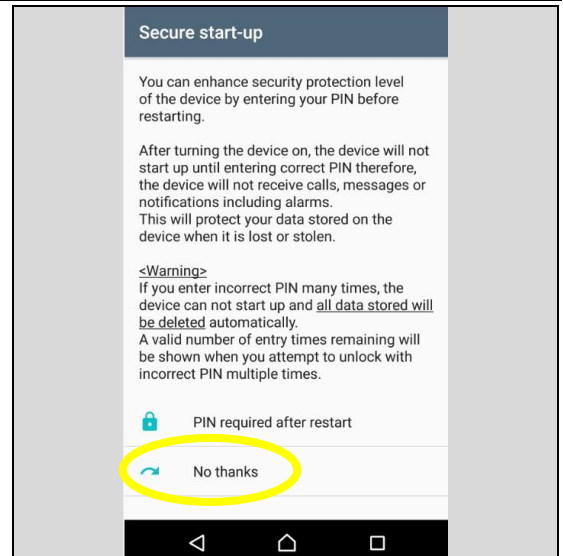 Secure start-up
You can enhance security protection level
of the device by entering your PIN before
restarting.
After turning the device on, the device will not
start up until entering correct PIN therefore,
the device will not receive calls, messages or
notifications including alarms.
This will protect your data stored on the
device when it is lost or stolen.
<Warning>
If you enter incorrect PIN many times, the
device can not start up and all data stored will
be deleted automatically.
A valid number of entry times remaining will
be shown when you attempt to unlock with
incorrect PIN multiple times.
PIN required after restart
No thanks